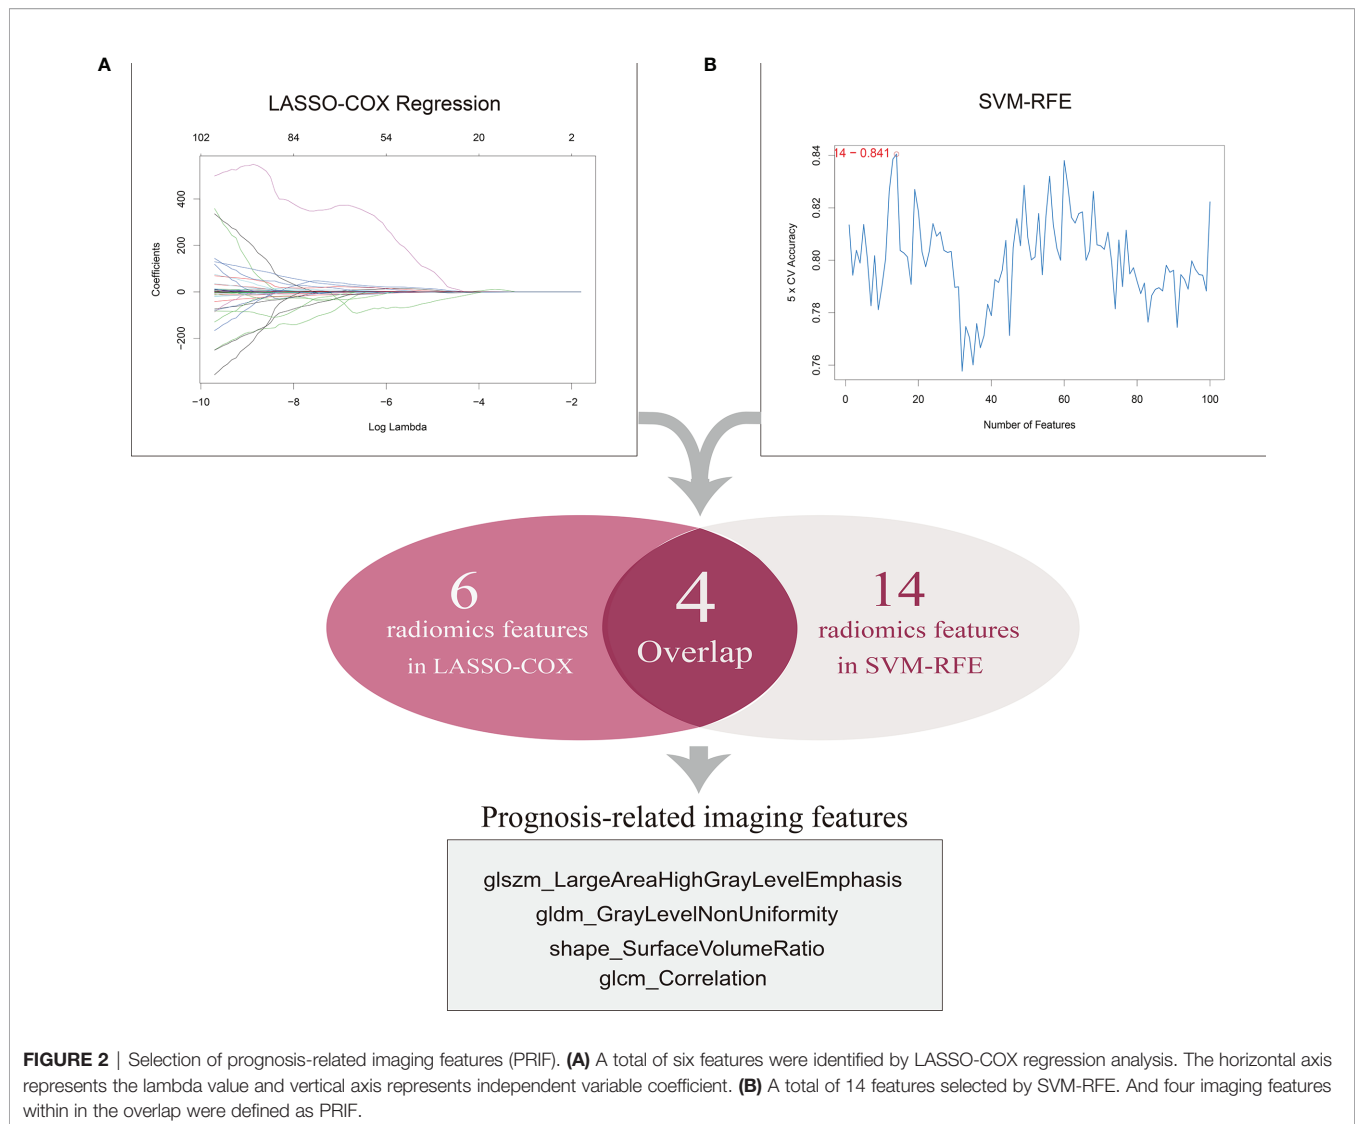 A
LASSO-COX Regression
102 84 54 20 2
Coefficients
400
200
0
−200
−10 −8 −6 −4 −2
Log Lambda
B
SVM-RFE
14 − 0.841
5 x CV Accuracy
0.84
0.82
0.80
0.78
0.76
0 20 40 60 80 100
Number of Features
6
radiomics features
in LASSO-COX
4
Overlap
14
radiomics features
in SVM-RFE
Prognosis-related imaging features
glszm_LargeAreaHighGrayLevelEmphasis
gldm_GrayLevelNonUniformity
shape_SurfaceVolumeRatio
glcm_Correlation
FIGURE 2 | Selection of prognosis-related imaging features (PRIF). (A) A total of six features were identified by LASSO-COX regression analysis. The horizontal axis
represents the lambda value and vertical axis represents independent variable coefficient. (B) A total of 14 features selected by SVM-RFE. And four imaging features
within in the overlap were defined as PRIF.